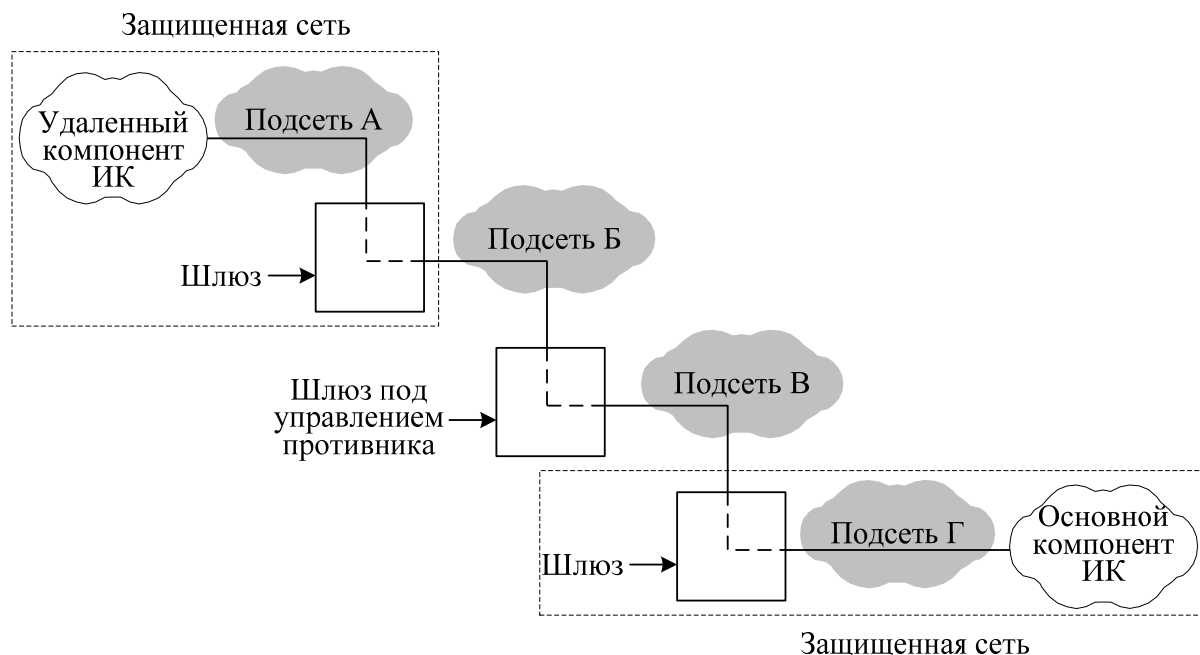 Защищенная сеть
Удаленный
компонент
ИК
Подсеть А
Подсеть Б
Шлюз
Подсеть В
Шлюз под
управлением
противника
Основной
компонент
ИК
Подсеть Г
Шлюз
Защищенная сеть